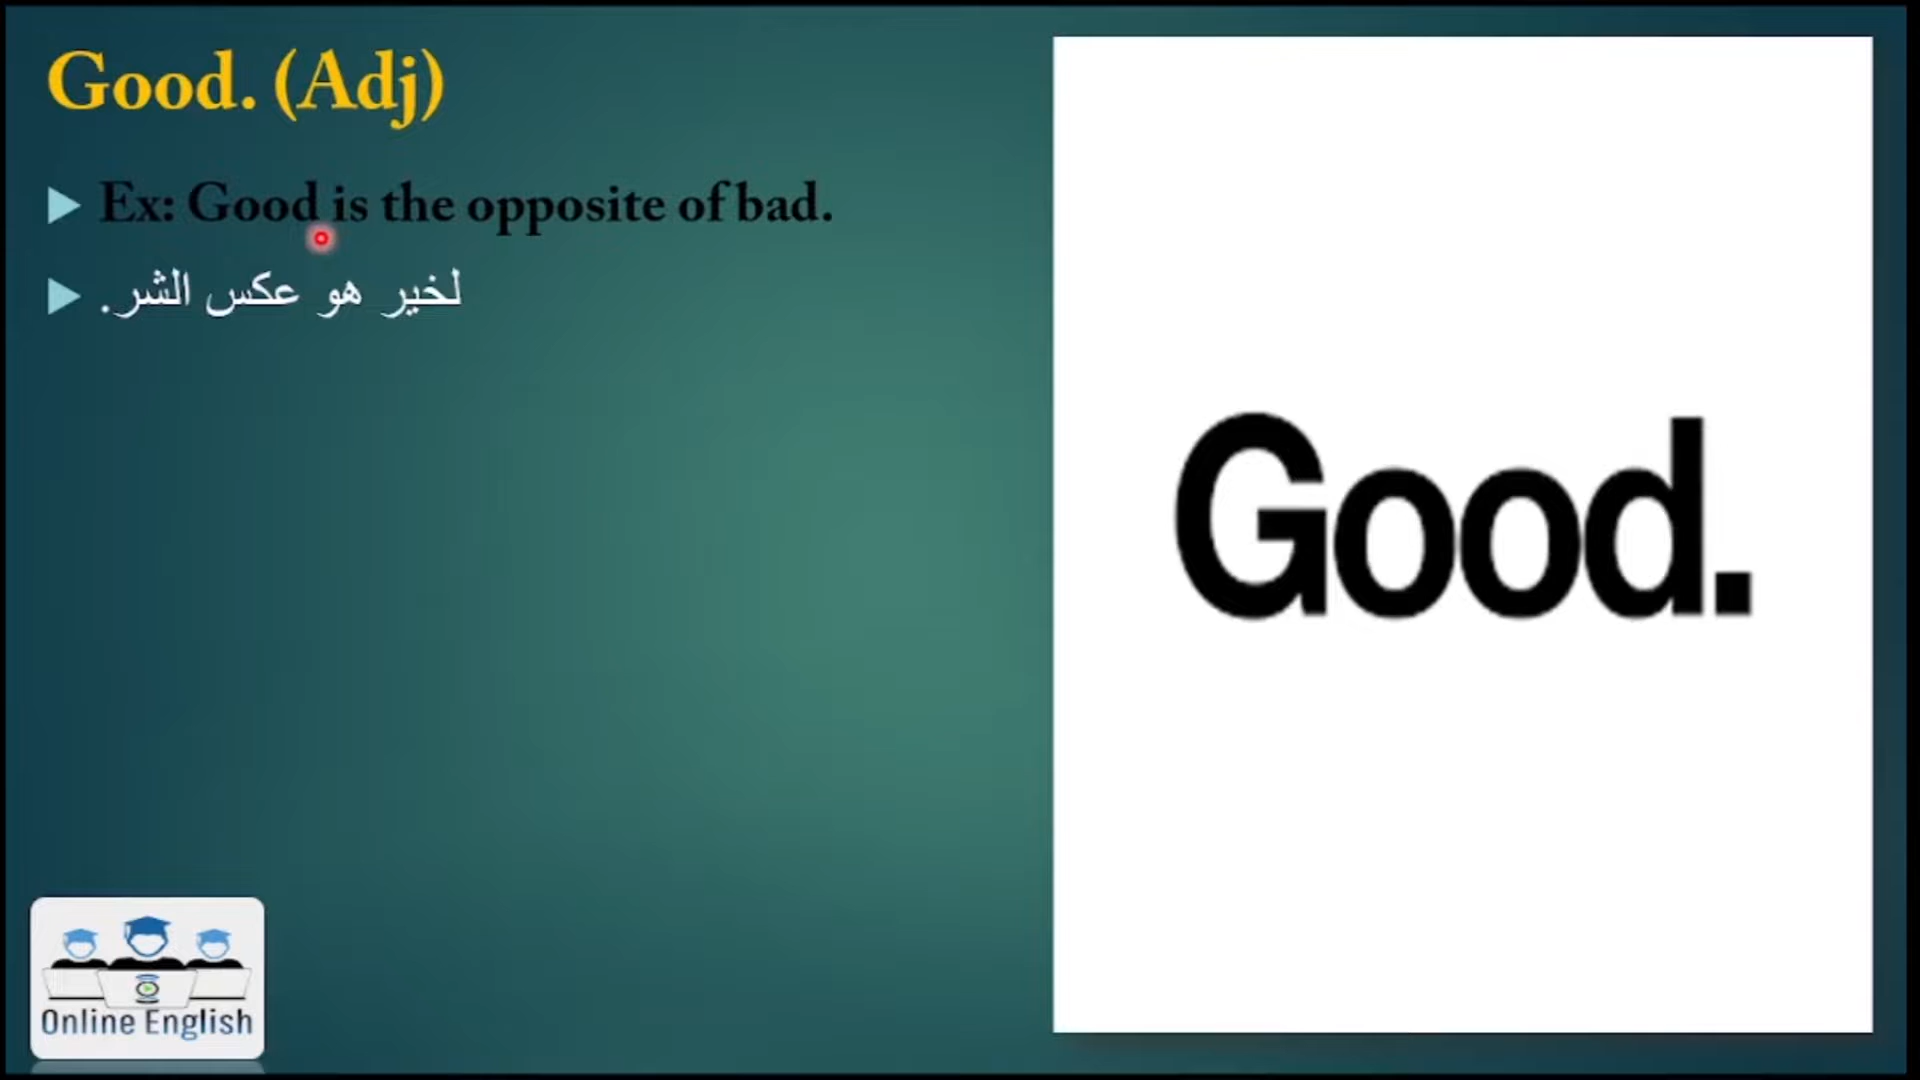 Good. (Adj)
Ex: Good is the opposite of bad.
لخير هو عكس الشر.
Good.
Online English